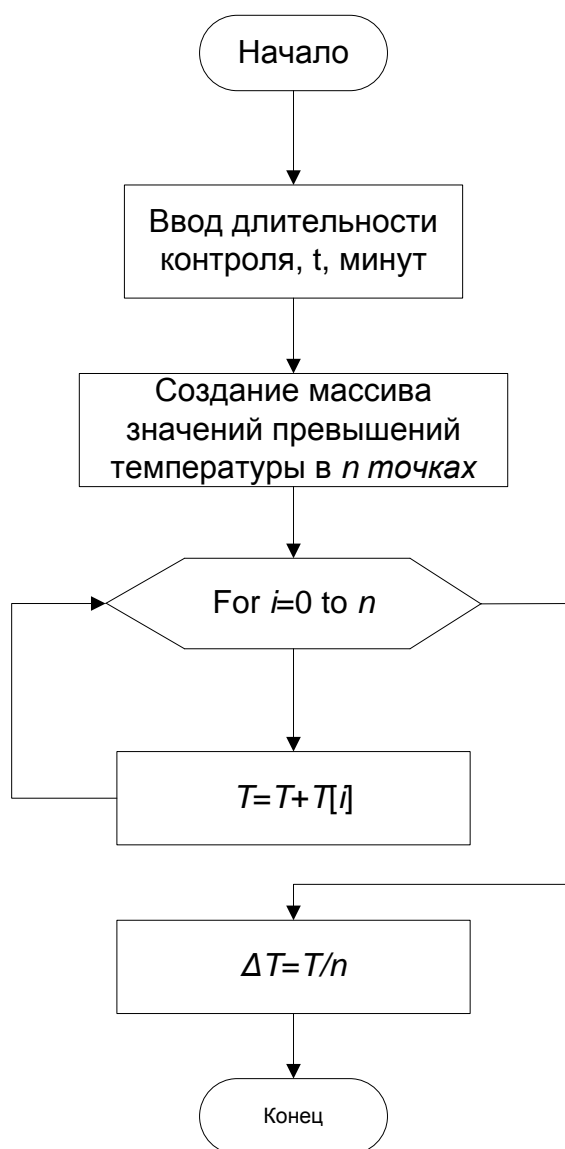 Начало
Ввод длительности
контроля, t, минут
Создание массива
значений превышений
температуры в n точках
For i=0 to n
T=T+T[i]
ΔT=T/n
Конец